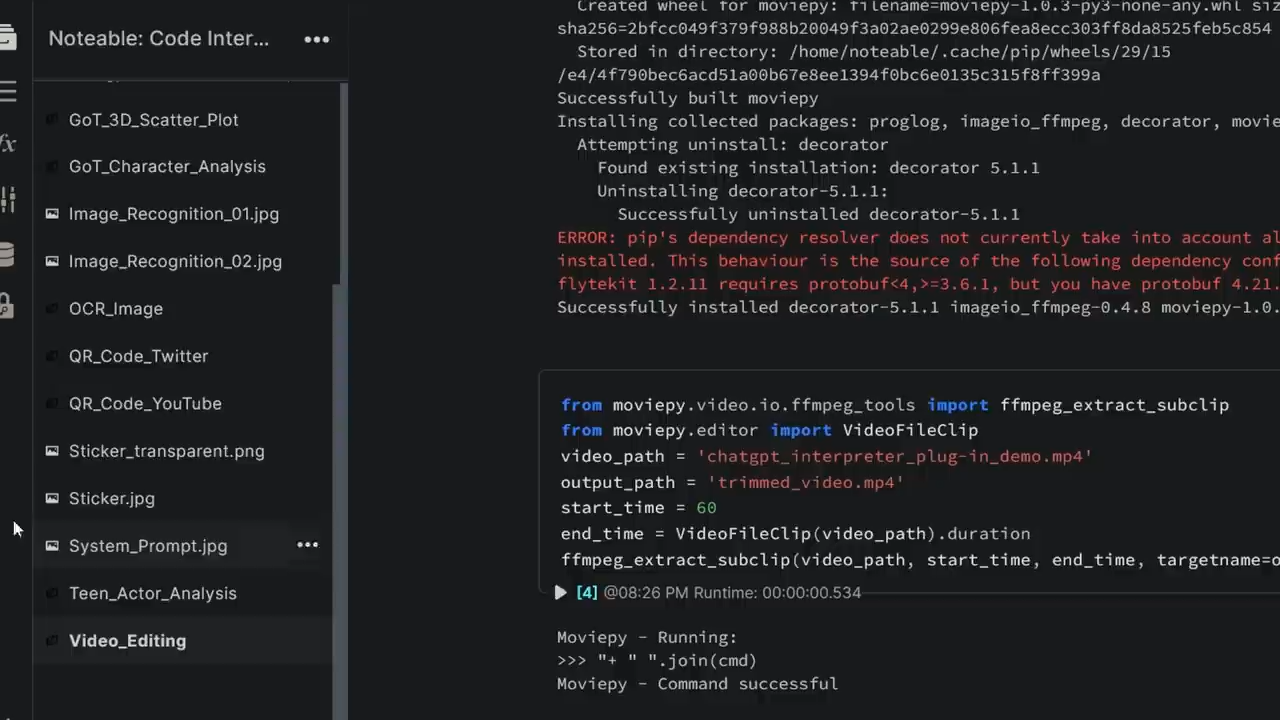 Noteable: Code Inter...
GoT_3D_Scatter_Plot
GoT_Character_Analysis
Image_Recognition_01.jpg
Image_Recognition_02.jpg
OCR_Image
QR_Code_Twitter
QR_Code_YouTube
Sticker_transparent.png
Sticker.jpg
System_Prompt.jpg
Teen_Actor_Analysis
Video_Editing
Created wheel for moviepy: filename=moviepy-1.0.3-py3-none-any.whl siz
sha256=2bfcc049f379f988b20049f3a02ae0299e806fea8ecc303ff8da8525feb5c854
Stored in directory: /home/noteable/.cache/pip/wheels/29/15
/e4/4f790bec6acd51a00b67e8ee1394f0bc6e0135c315f8ff399a
Successfully built moviepy
Installing collected packages: proglog, imageio_ffmpeg, decorator, movie
Attempting uninstall: decorator
Found existing installation: decorator 5.1.1
Uninstalling decorator-5.1.1:
Successfully uninstalled decorator-5.1.1
ERROR: pip's dependency resolver does not currently take into account al
installed. This behaviour is the source of the following dependency conf
flytekit 1.2.11 requires protobuf<4,>=3.6.1, but you have protobuf 4.21.
Successfully installed decorator-5.1.1 imageio_ffmpeg-0.4.8 moviepy-1.0.
from moviepy.video.io.ffmpeg_tools import ffmpeg_extract_subclip
from moviepy.editor import VideoFileClip
video_path = 'chatgpt_interpreter_plug-in_demo.mp4'
output_path = 'trimmed_video.mp4'
start_time = 60
end_time = VideoFileClip(video_path).duration
ffmpeg_extract_subclip(video_path, start_time, end_time, targetname=o
[4] @08:26 PM Runtime: 00:00:00.534
Moviepy - Running:
>>> "+ " ".join(cmd)
Moviepy - Command successful